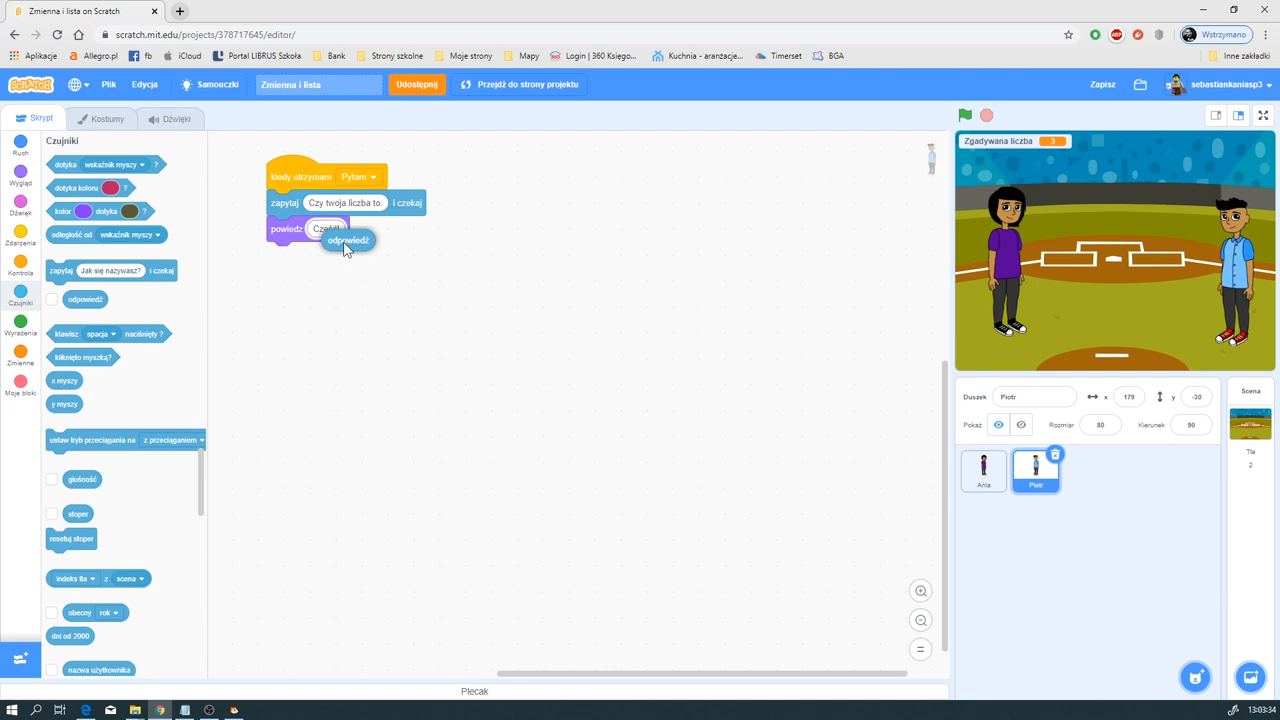 Zmienna i lista on Scratch
scratch.mit.edu/projects/378717645/editor/
Wstrzymano
Aplikacje Allegro.pl fb iCloud Portal LIBRUS Szkoła Bank Strony szkolne Moje strony Mapy Login | 360 Księgo... Kuchnia – aranżacje... Timerset BGA Inne zakładki
SCRATCH Plik Edycja Samouczki Zmienna i lista Udostępnij Przejdź do strony projektu Zapisz sebastiankaniasp3
Skrypt Kostiumy Dźwięki
Ruch
Wygląd
Dźwięk
Zdarzenia
Kontrola
Czujniki
Wyrażenia
Zmienne
Moje bloki
Czujniki
dotyka wskaźnik myszy ?
dotyka koloru ?
kolor dotyka ?
odległość od wskaźnik myszy
zapytaj Jak się nazywasz? i czekaj
odpowiedź
klawisz spacja naciśnięty ?
kliknięto myszką?
x myszy
y myszy
ustaw tryb przeciągania na z przeciąganiem
głośność
stoper
resetuj stoper
indeks tła z scena
obecny rok
dni od 2000
nazwa użytkownika
kiedy otrzymam Pytam
zapytaj Czy twoja liczba to: i czekaj
powiedz
odpowiedź
Zgadywana liczba 3
Duszek Piotr x 179 y -30
Pokaż Rozmiar 80 Kierunek 90
Ania
Piotr
Scena
Tła
2
Plecak
13:03:34